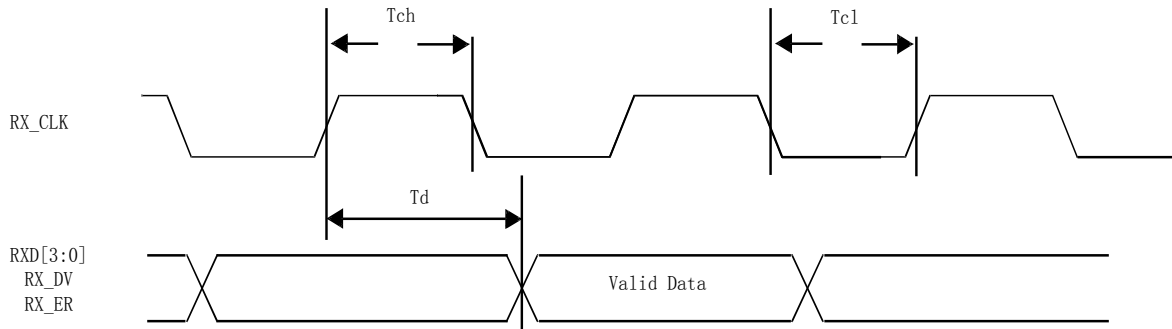 Tch
Tcl
RX_CLK
Td
RXD[3:0]
RX_DV
Valid Data
RX_ER